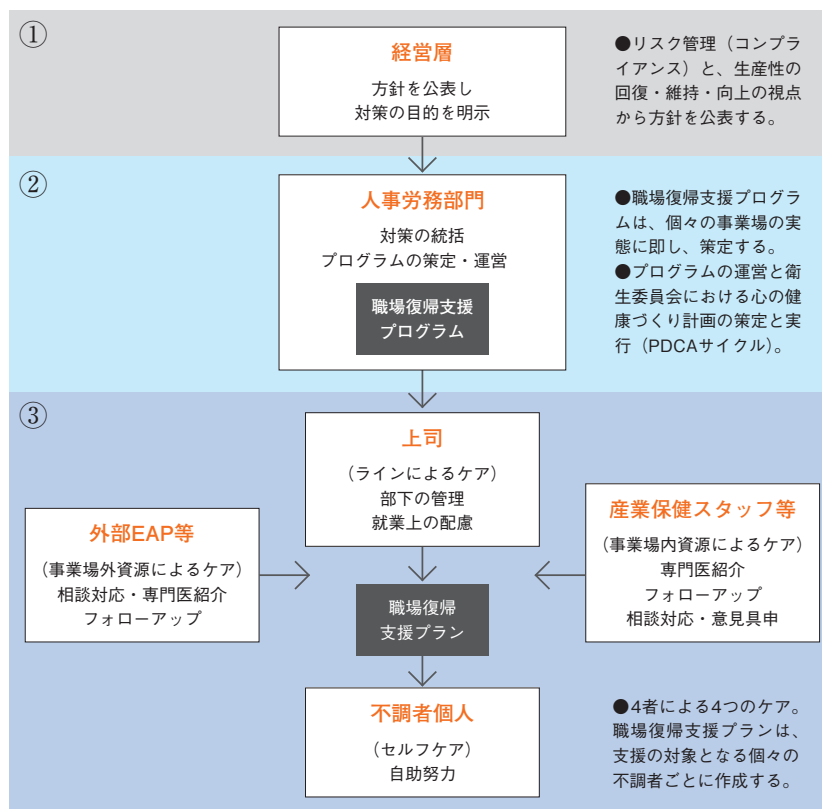 ①
経営層
方針を公表し
対策の目的を明示
●リスク管理（コンプラ
イアンス）と、生産性の
回復・維持・向上の視点
から方針を公表する。
②
人事労務部門
対策の統括
プログラムの策定・運営
職場復帰支援
プログラム
●職場復帰支援プログラ
ムは、個々の事業場の実
態に即し、策定する。
●プログラムの運営と衛
生委員会における心の健
康づくり計画の策定と実
行（PDCAサイクル）。
③
上司
（ラインによるケア）
部下の管理
就業上の配慮
外部EAP等
（事業場外資源によるケア）
相談対応・専門医紹介
フォローアップ
産業保健スタッフ等
（事業場内資源によるケア）
専門医紹介
フォローアップ
相談対応・意見具申
職場復帰
支援プラン
不調者個人
（セルフケア）
自助努力
●4者による4つのケア。
職場復帰支援プランは、
支援の対象となる個々の
不調者ごとに作成する。